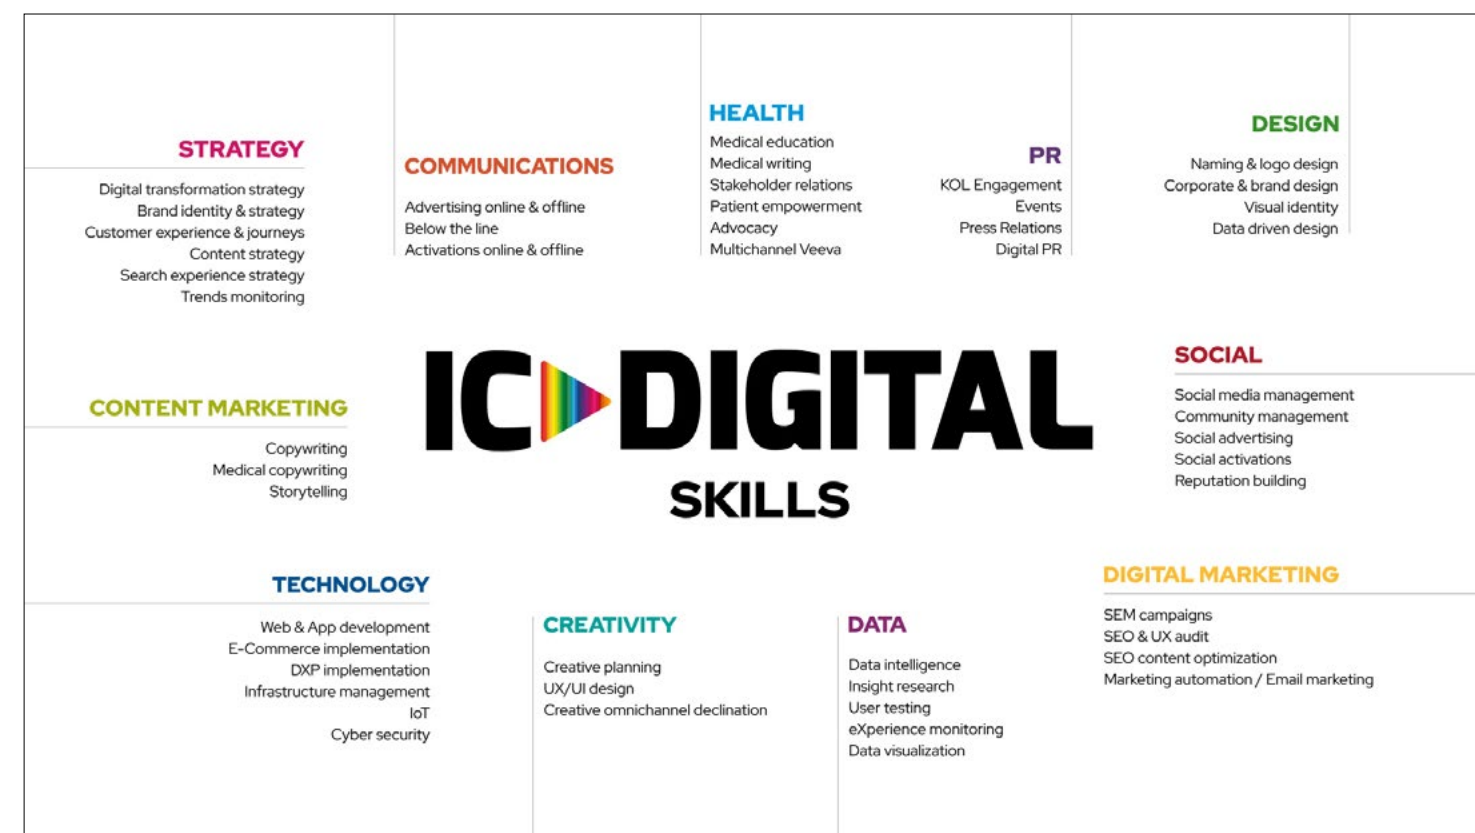 STRATEGY
Digital transformation strategy
Brand identity & strategy
Customer experience & journeys
Content strategy
Search experience strategy
Trends monitoring
COMMUNICATIONS
Advertising online & offline
Below the line
Activations online & offline
HEALTH
Medical education
Medical writing
Stakeholder relations
Patient empowerment
Advocacy
Multichannel Veeva
PR
KOL Engagement
Events
Press Relations
Digital PR
DESIGN
Naming & logo design
Corporate & brand design
Visual identity
Data driven design
CONTENT MARKETING
Copywriting
Medical copywriting
Storytelling
IC DIGITAL
SKILLS
SOCIAL
Social media management
Community management
Social advertising
Social activations
Reputation building
TECHNOLOGY
Web & App development
E-Commerce implementation
DXP implementation
Infrastructure management
IoT
Cyber security
CREATIVITY
Creative planning
UX/UI design
Creative omnichannel declination
DATA
Data intelligence
Insight research
User testing
eXperience monitoring
Data visualization
DIGITAL MARKETING
SEM campaigns
SEO & UX audit
SEO content optimization
Marketing automation / Email marketing